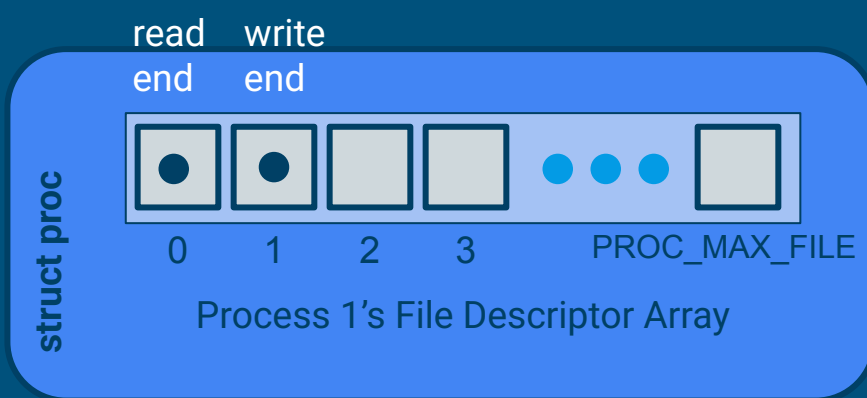 read write
end end
struct proc
0 1 2 3 PROC_MAX_FILE
Process 1's File Descriptor Array